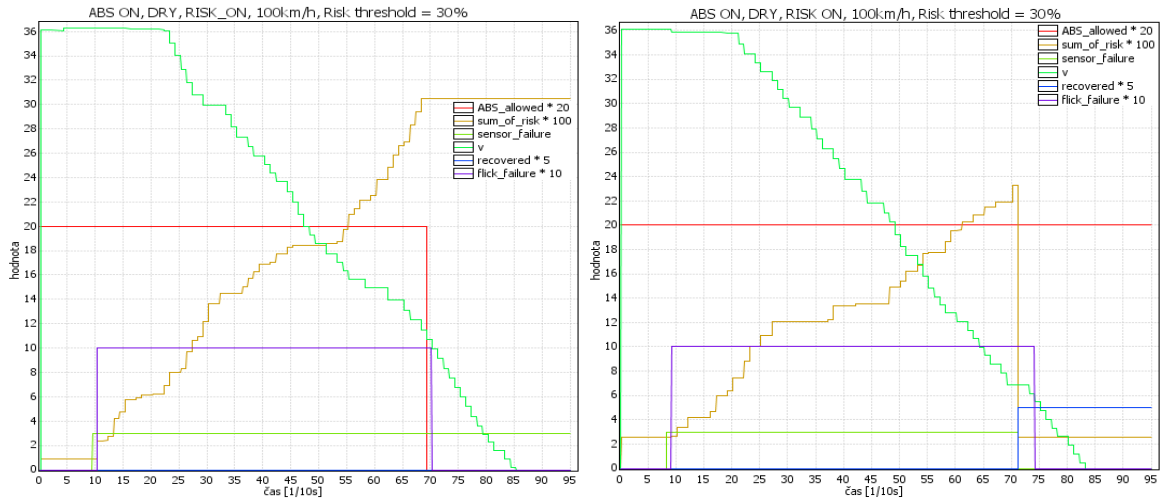 ABS ON, DRY, RISK_ON, 100km/h, Risk threshold = 30%
hodnota
36
34
32
30
28
26
24
22
20
18
16
14
12
10
8
6
4
2
0
ABS_allowed * 20
sum_of_risk * 100
sensor_failure
v
recovered * 5
flick_failure * 10
0 5 10 15 20 25 30 35 40 45 50 55 60 65 70 75 80 85 90 95
čas [1/10s]
ABS ON, DRY, RISK ON, 100km/h, Risk threshold = 30%
hodnota
36
34
32
30
28
26
24
22
20
18
16
14
12
10
8
6
4
2
0
ABS_allowed * 20
sum_of_risk * 100
sensor_failure
v
recovered * 5
flick_failure * 10
0 5 10 15 20 25 30 35 40 45 50 55 60 65 70 75 80 85 90 95
čas [1/10s]